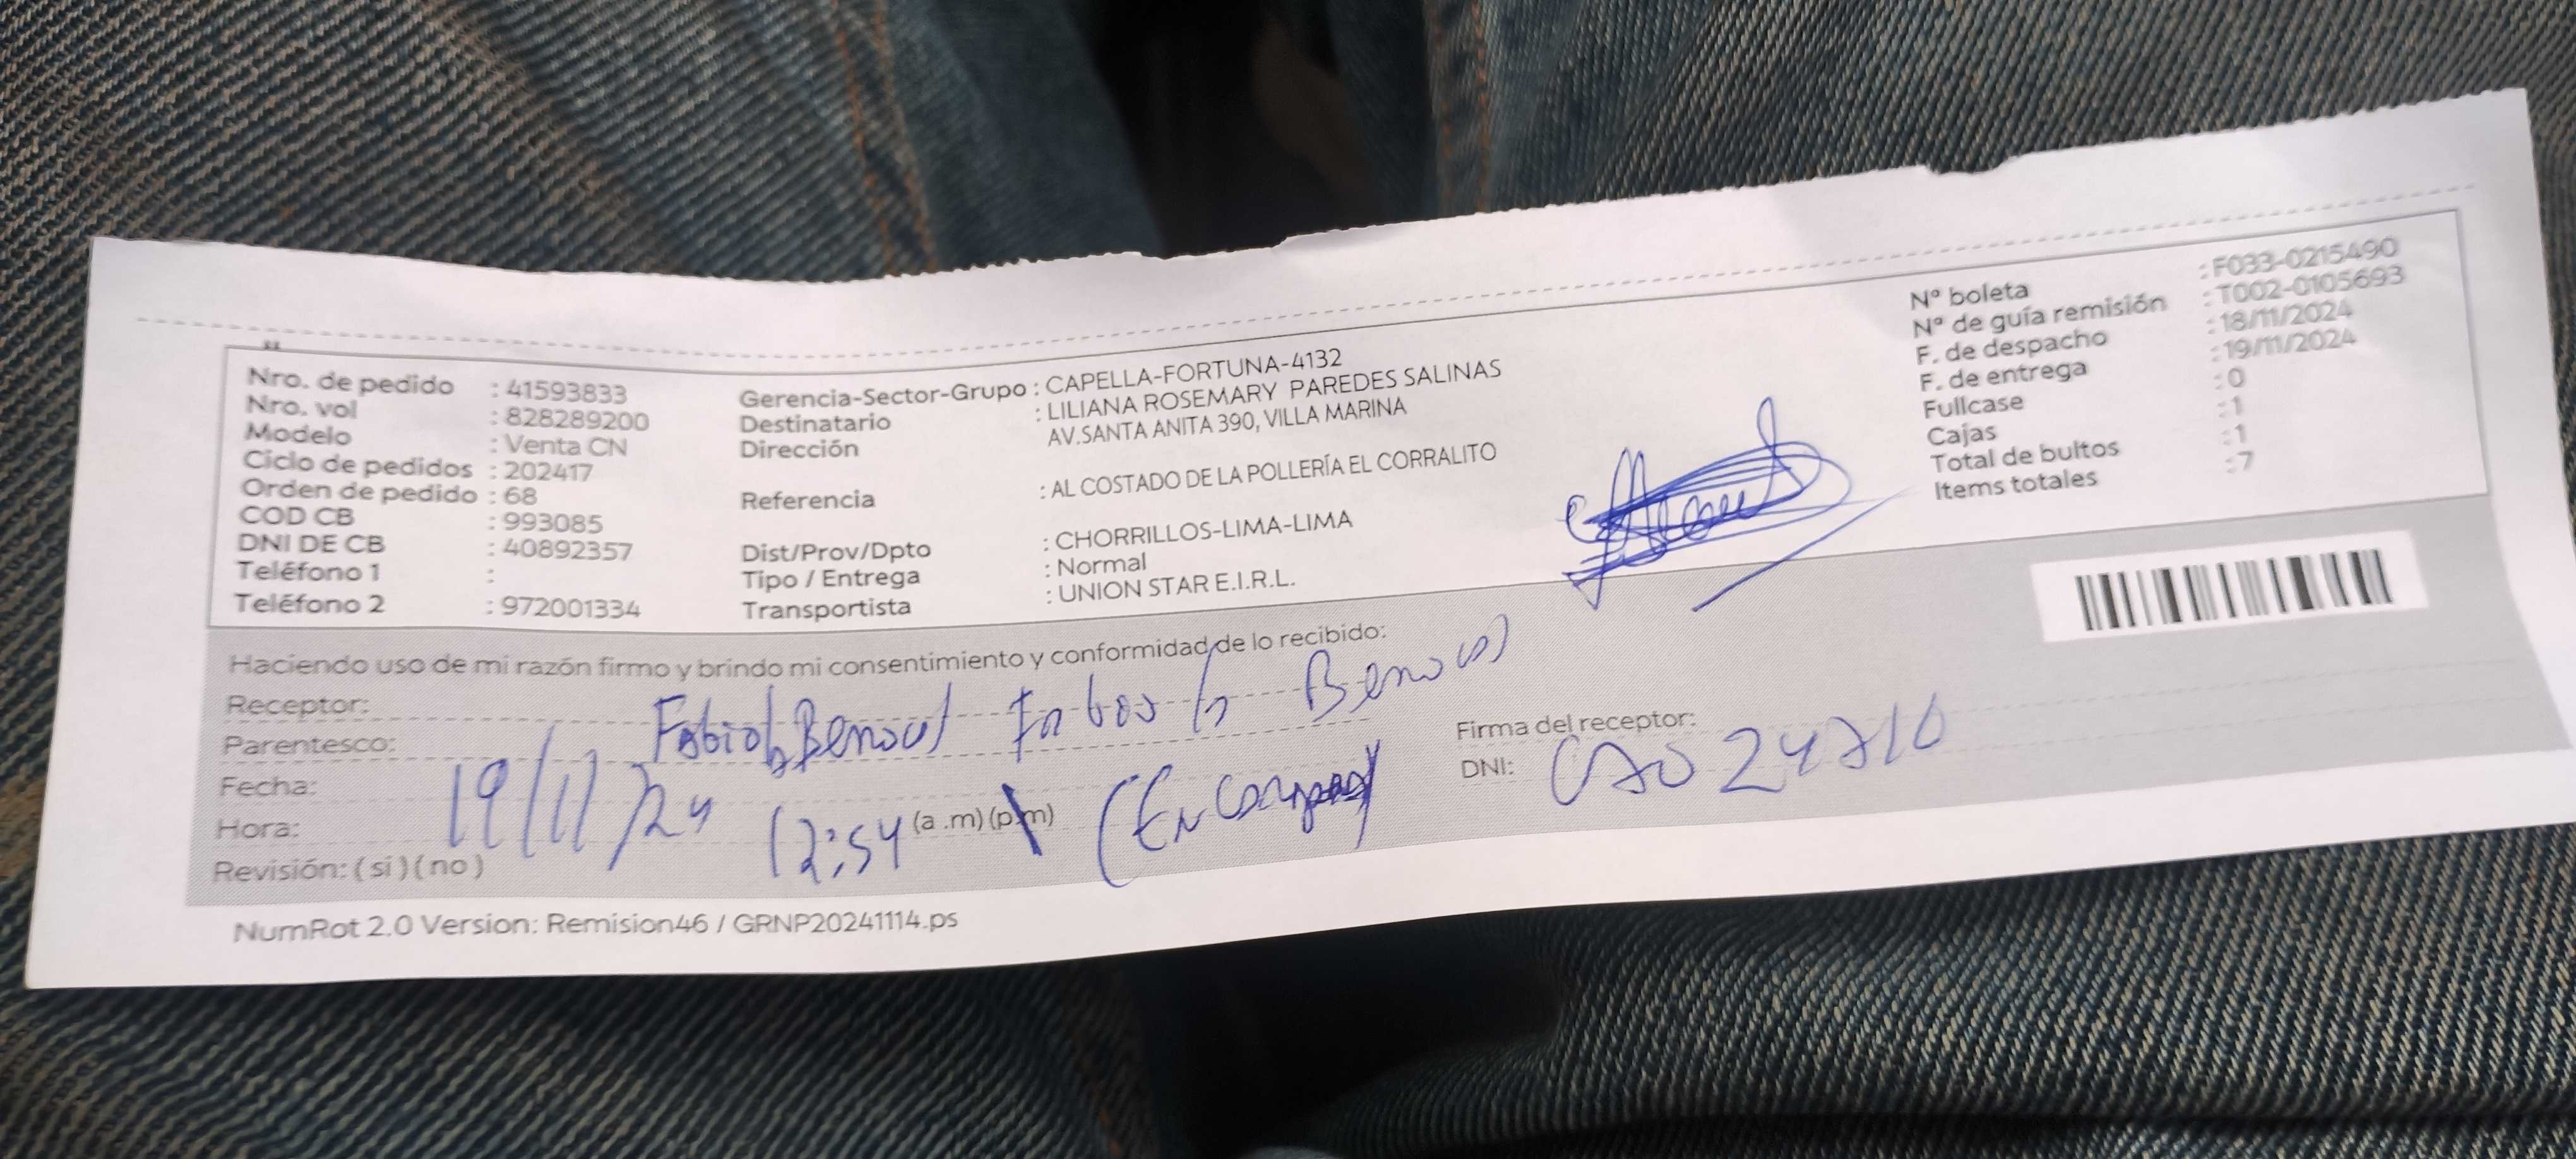 Nro. de pedido : 41593833
Nro. vol : 828289200
Modelo : Venta CN
Ciclo de pedidos : 202417
Orden de pedido : 68
COD CB : 993085
DNI DE CB : 40892357
Teléfono 1 :
Teléfono 2 : 972001334
Gerencia-Sector-Grupo : CAPELLA-FORTUNA-4132
Destinatario : LILIANA ROSEMARY PAREDES SALINAS
Dirección AV.SANTA ANITA 390, VILLA MARINA
Referencia : AL COSTADO DE LA POLLERÍA EL CORRALITO
Dist/Prov/Dpto : CHORRILLOS-LIMA-LIMA
Tipo / Entrega : Normal
Transportista : UNION STAR E.I.R.L.
N° boleta : F033-0215490
N° de guía remisión : T002-0105693
F. de despacho : 18/11/2024
F. de entrega : 19/11/2024
Fullcase : 0
Cajas : 1
Total de bultos : 1
Items totales : 7
Haciendo uso de mi razón firmo y brindo mi consentimiento y conformidad de lo recibido:
Receptor:
Parentesco:
Fecha: 19/11/24
Hora: 12:54 (a .m) (p.m)
Revisión: ( si ) ( no )
Firma del receptor:
DNI:
NumRot 2.0 Version: Remision46 / GRNP20241114.ps